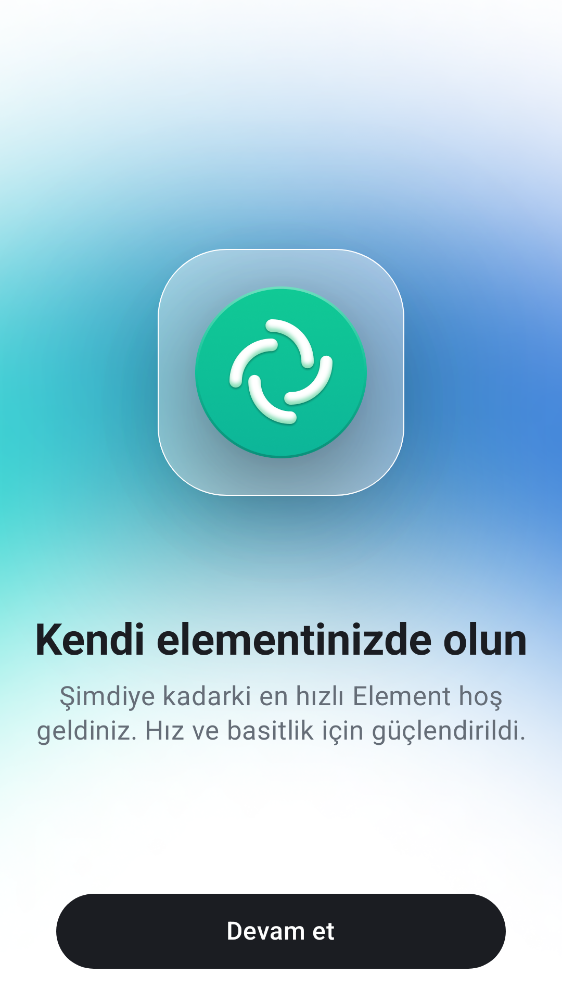 Kendi elementinizde olun
Şimdiye kadarki en hızlı Element hoş
geldiniz. Hız ve basitlik için güçlendirildi.
Devam et